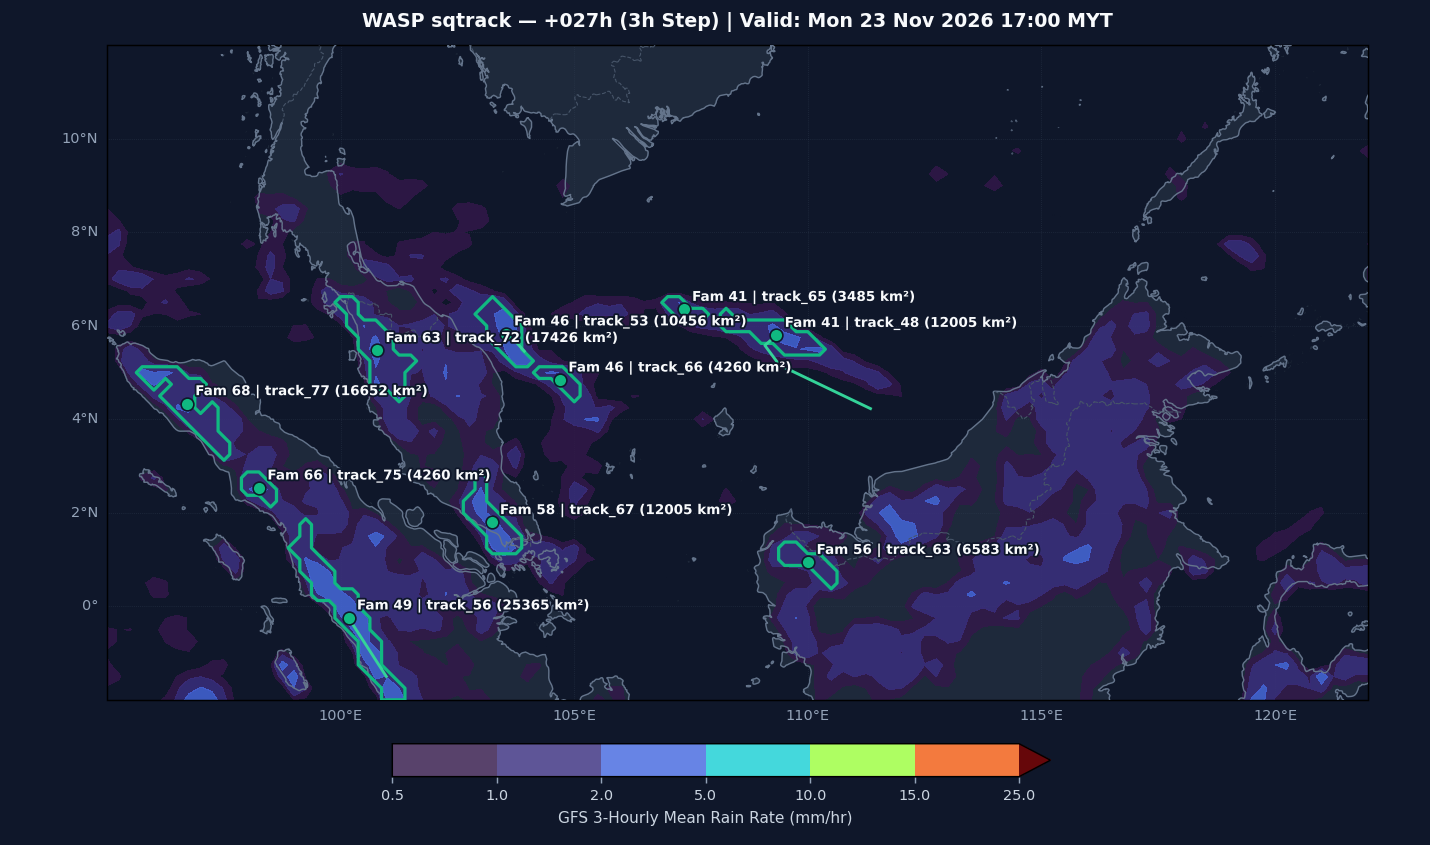 WASP sqtrack — +027h (3h Step) | Valid: Mon 23 Nov 2026 17:00 MYT
10°N
8°N
6°N
4°N
2°N
0°
Fam 41 | track_65 (3485 km²)
Fam 46 | track_53 (10456 km²)
Fam 41 | track_48 (12005 km²)
Fam 63 | track_72 (17426 km²)
Fam 46 | track_66 (4260 km²)
Fam 68 | track_77 (16652 km²)
Fam 66 | track_75 (4260 km²)
Fam 58 | track_67 (12005 km²)
Fam 56 | track_63 (6583 km²)
Fam 49 | track_56 (25365 km²)
100°E 105°E 110°E 115°E 120°E
0.5 1.0 2.0 5.0 10.0 15.0 25.0
GFS 3-Hourly Mean Rain Rate (mm/hr)